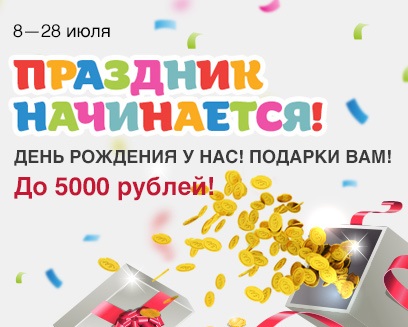 8—28 июля
ПРАЗДНИК
НАЧИНАЕТСЯ!
ДЕНЬ РОЖДЕНИЯ У НАС! ПОДАРКИ ВАМ!
До 5000 рублей!